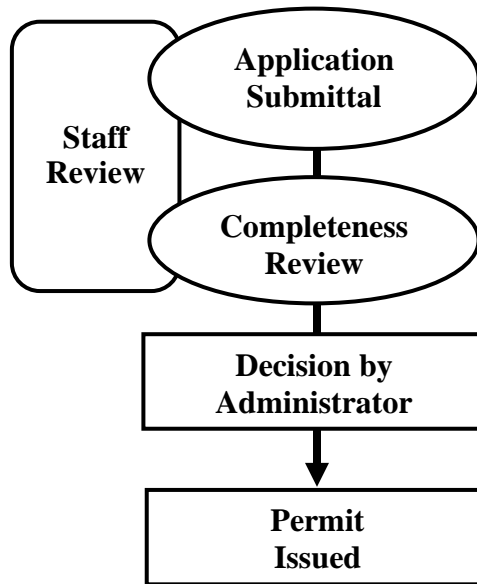 Application
Submittal
Staff
Review
Completeness
Review
Decision by
Administrator
Permit
Issued